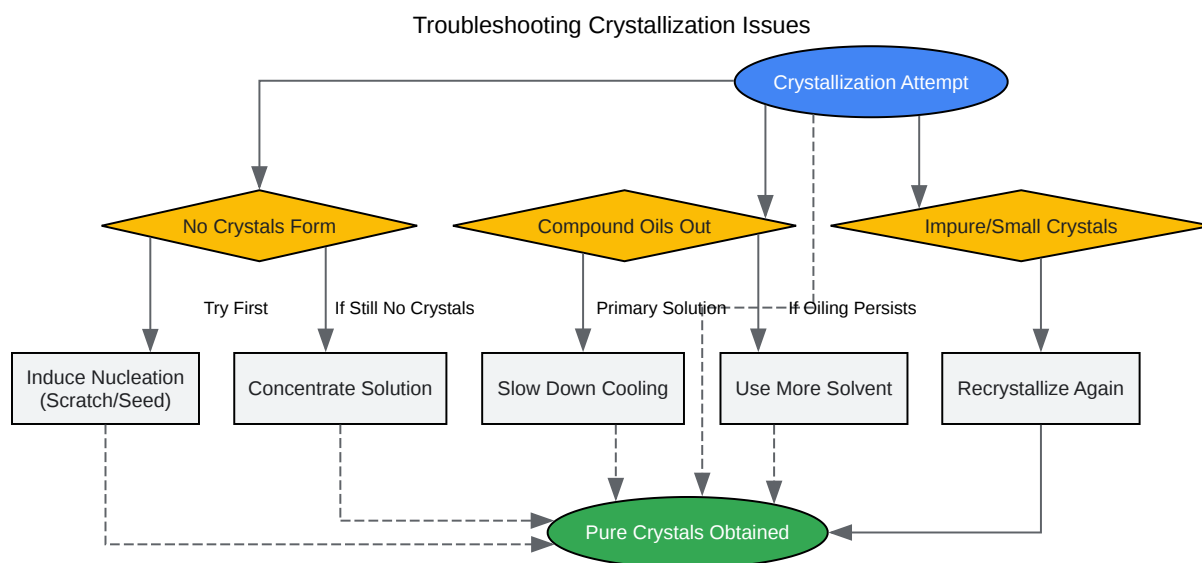 Troubleshooting Crystallization Issues
Crystallization Attempt
No Crystals Form
Compound Oils Out
Impure/Small Crystals
Try First
If Still No Crystals
Primary Solution
If Oiling Persists
Induce Nucleation
(Scratch/Seed)
Concentrate Solution
Slow Down Cooling
Use More Solvent
Recrystallize Again
Pure Crystals Obtained